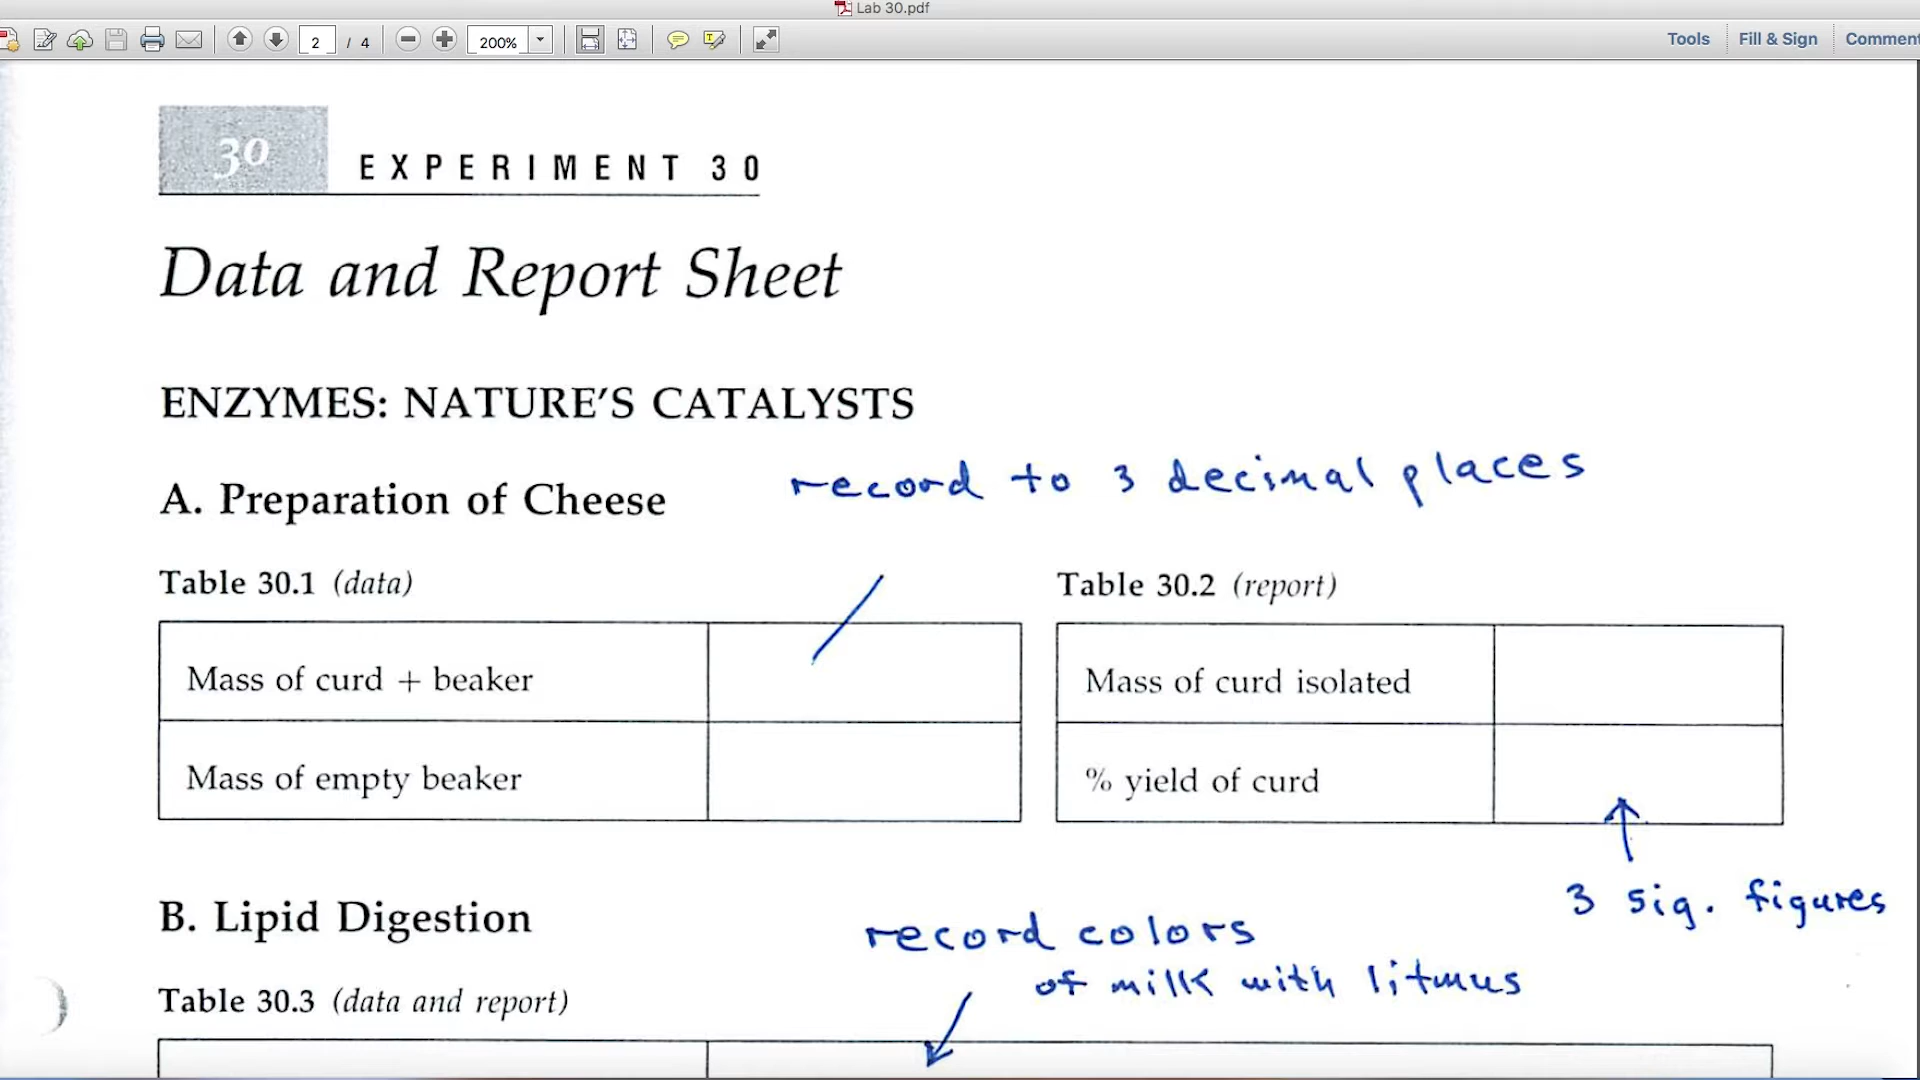 Lab 30.pdf
2 / 4 200% Tools Fill & Sign Comment
30 EXPERIMENT 30
Data and Report Sheet
ENZYMES: NATURE'S CATALYSTS
record to 3 decimal places
A. Preparation of Cheese
Table 30.1 (data)
Mass of curd + beaker
Mass of empty beaker
Table 30.2 (report)
Mass of curd isolated
% yield of curd
3 sig. figures
B. Lipid Digestion
record colors
of milk with litmus
Table 30.3 (data and report)